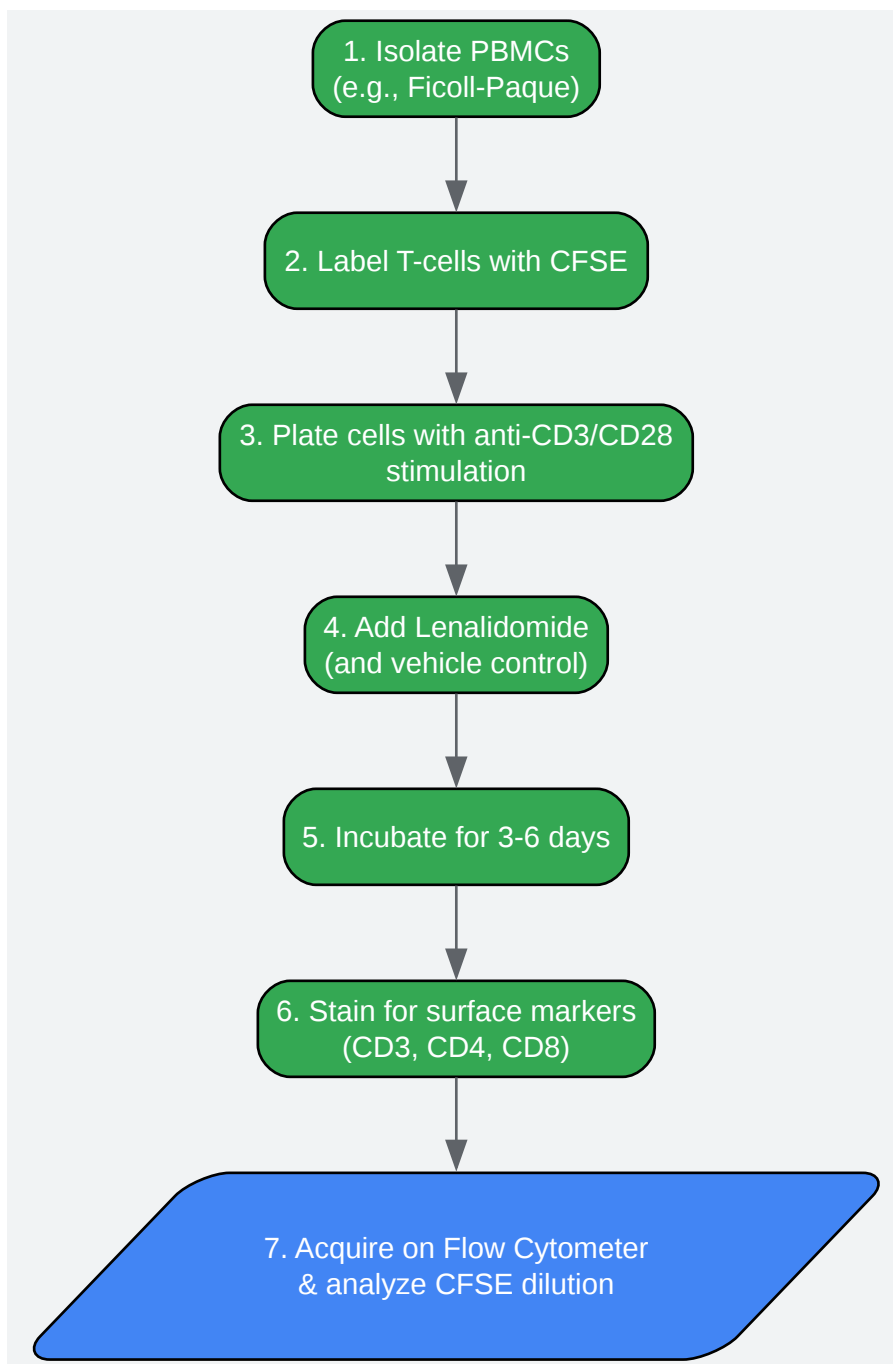 1. Isolate PBMCs
(e.g., Ficoll-Paque)
2. Label T-cells with CFSE
3. Plate cells with anti-CD3/CD28
stimulation
4. Add Lenalidomide
(and vehicle control)
5. Incubate for 3-6 days
6. Stain for surface markers
(CD3, CD4, CD8)
7. Acquire on Flow Cytometer
& analyze CFSE dilution